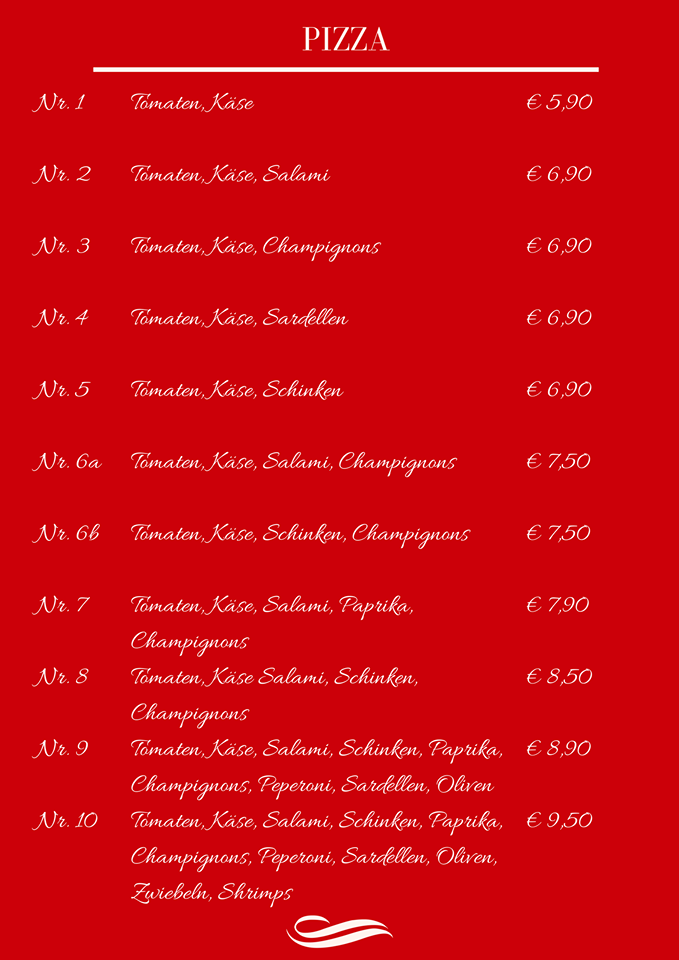 PIZZA
Nr. 1 Tomaten, Käse € 5,90
Nr. 2 Tomaten, Käse, Salami € 6,90
Nr. 3 Tomaten, Käse, Champignons € 6,90
Nr. 4 Tomaten, Käse, Sardellen € 6,90
Nr. 5 Tomaten, Käse, Schinken € 6,90
Nr. 6a Tomaten, Käse, Salami, Champignons € 7,50
Nr. 6b Tomaten, Käse, Schinken, Champignons € 7,50
Nr. 7 Tomaten, Käse, Salami, Paprika, € 7,90
Champignons
Nr. 8 Tomaten, Käse Salami, Schinken, € 8,50
Champignons
Nr. 9 Tomaten, Käse, Salami, Schinken, Paprika, € 8,90
Champignons, Peperoni, Sardellen, Oliven
Nr. 10 Tomaten, Käse, Salami, Schinken, Paprika, € 9,50
Champignons, Peperoni, Sardellen, Oliven,
Zwiebeln, Shrimps